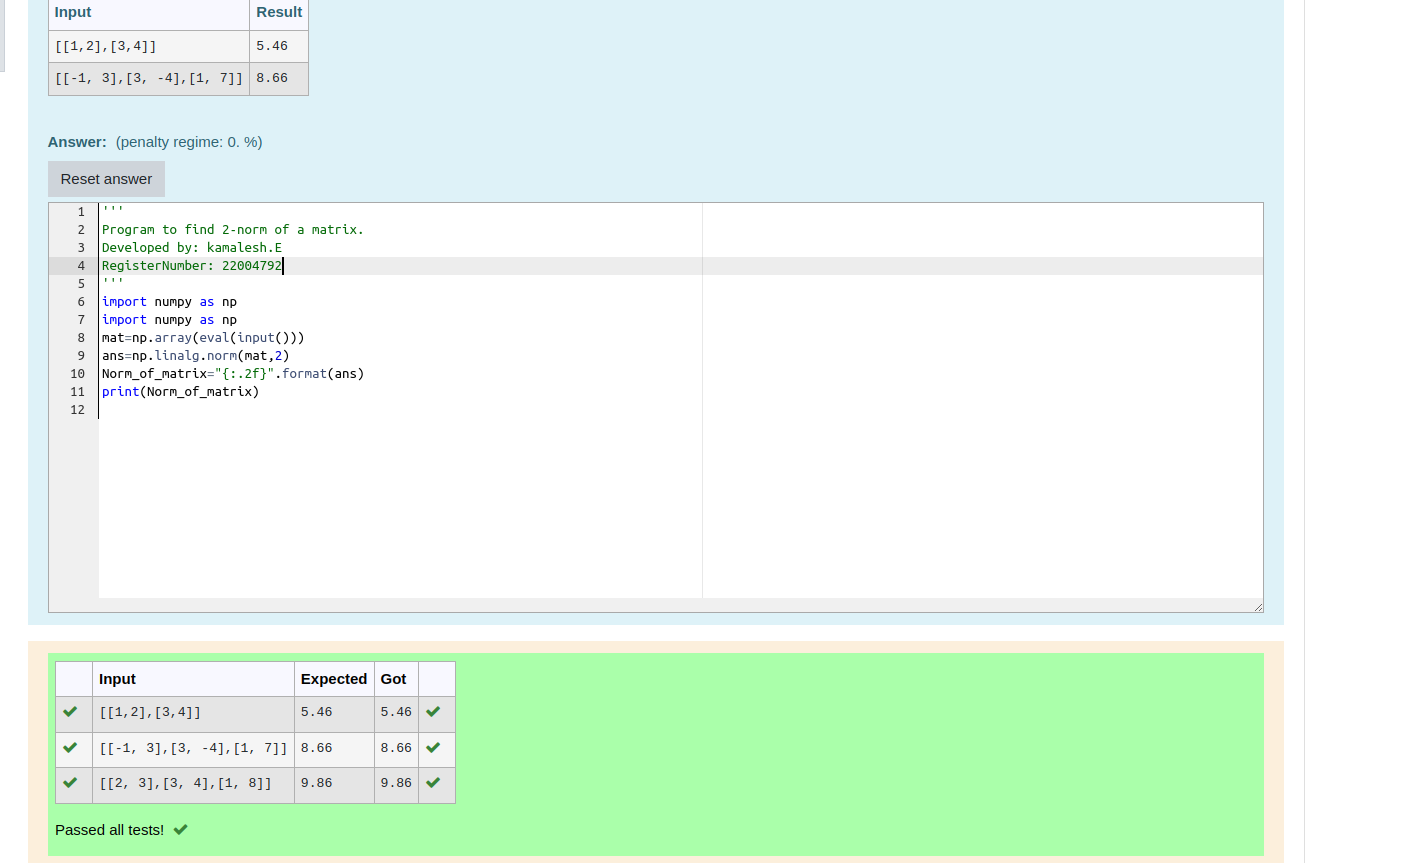 Input Result
[[1,2],[3,4]] 5.46
[[-1, 3],[3, -4],[1, 7]] 8.66
Answer: (penalty regime: 0. %)
Reset answer
1 '''
2 Program to find 2-norm of a matrix.
3 Developed by: kamalesh.E
4 RegisterNumber: 22004792
5 '''
6 import numpy as np
7 import numpy as np
8 mat=np.array(eval(input()))
9 ans=np.linalg.norm(mat,2)
10 Norm_of_matrix="{:.2f}".format(ans)
11 print(Norm_of_matrix)
12
Input Expected Got
[[1,2],[3,4]] 5.46 5.46
[[-1, 3],[3, -4],[1, 7]] 8.66 8.66
[[2, 3],[3, 4],[1, 8]] 9.86 9.86
Passed all tests!